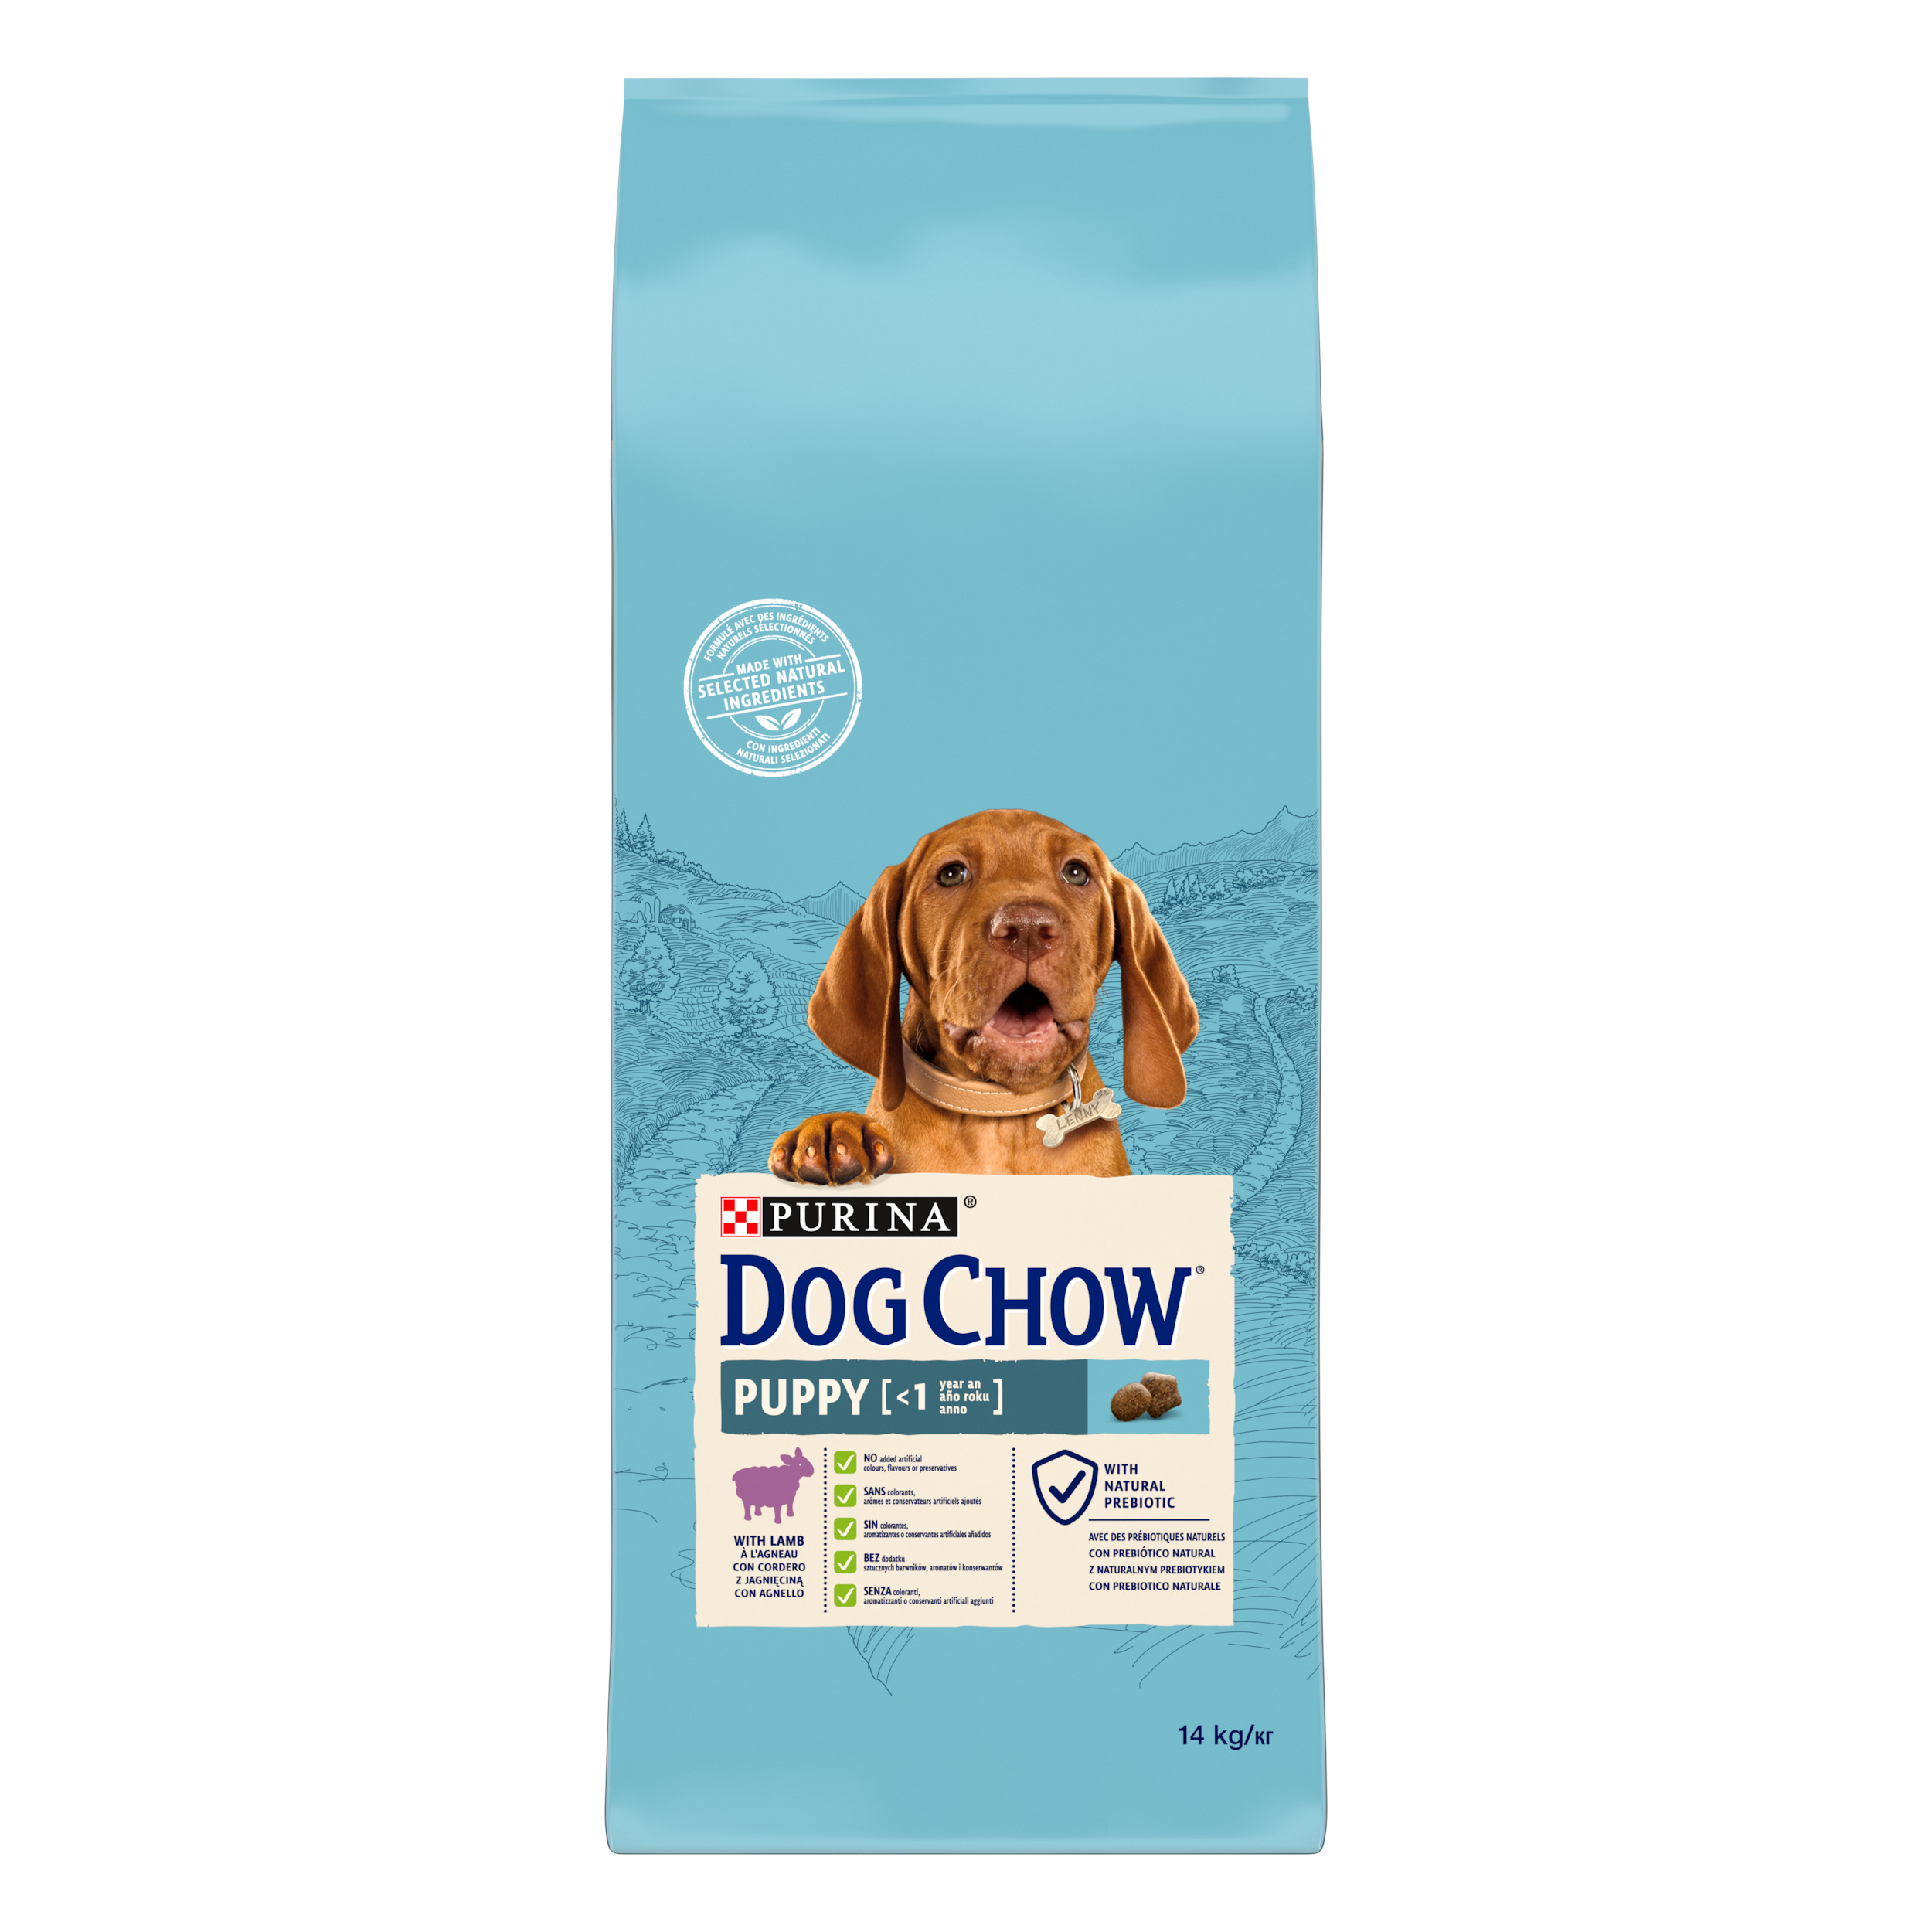 FORMULÉ AVEC DES INGRÉDIENTS
NATURELS SÉLECTIONNÉS
MADE WITH
SELECTED NATURAL
INGREDIENTS
CON INGREDIENTI
NATURALI SELEZIONATI
LENNY
PURINA®
DOG CHOW®
PUPPY [<1 year an
año roku
anno]
WITH LAMB
À L'AGNEAU
CON CORDERO
Z JAGNIĘCINĄ
CON AGNELLO
NO added artificial
colours, flavours or preservatives
SANS colorants,
arômes et conservateurs artificiels ajoutés
SIN colorantes,
aromatizantes o conservantes artificiales añadidos
BEZ dodatku
sztucznych barwników, aromatów i konserwantów
SENZA coloranti,
aromatizzanti o conservanti artificiali aggiunti
WITH
NATURAL
PREBIOTIC
AVEC DES PRÉBIOTIQUES NATURELS
CON PREBIÓTICO NATURAL
Z NATURALNYM PREBIOTYKIEM
CON PREBIOTICO NATURALE
14 kg/кг